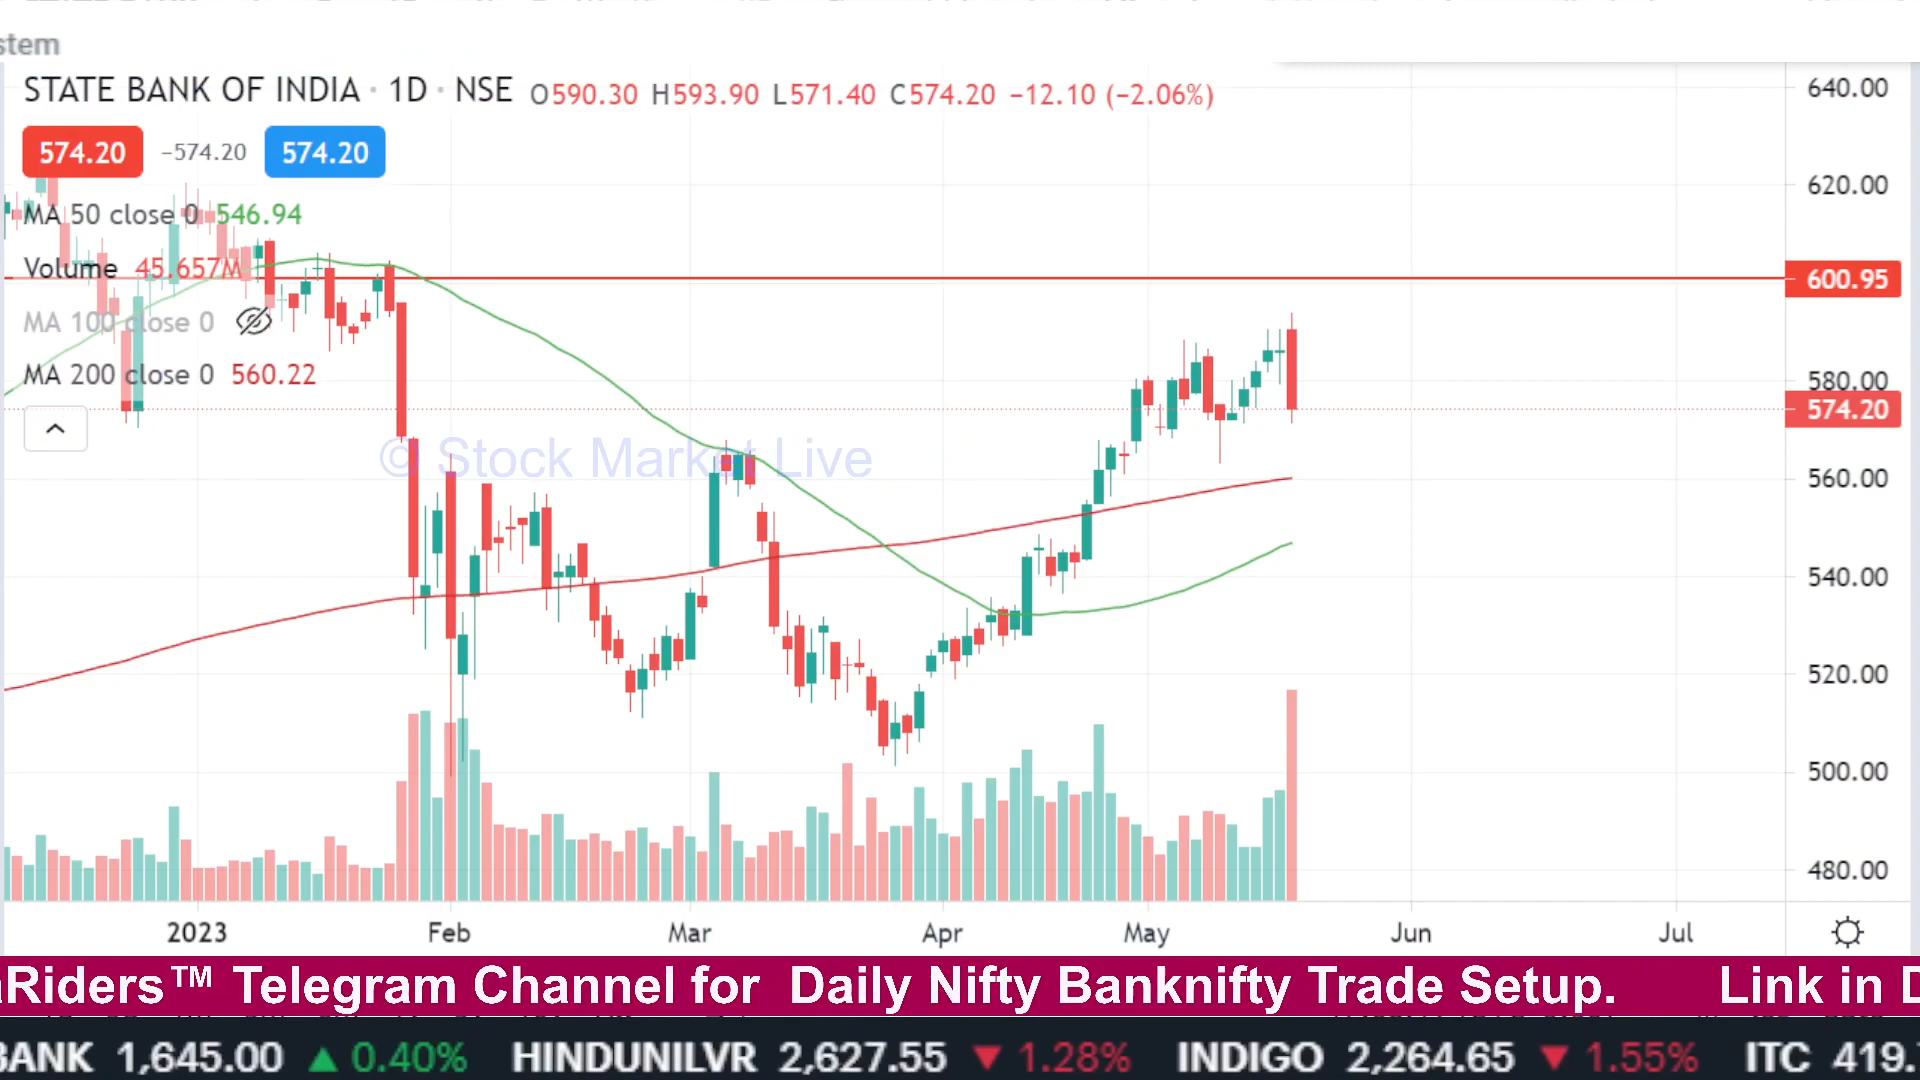 stem
STATE BANK OF INDIA · 1D · NSE O590.30 H593.90 L571.40 C574.20 −12.10 (−2.06%)
574.20 −574.20 574.20
MA 50 close 0 546.94
Volume 45.657M
MA 100 close 0
MA 200 close 0 560.22
640.00
620.00
600.95
580.00
574.20
560.00
540.00
520.00
500.00
480.00
© Stock Market Live
2023 Feb Mar Apr May Jun Jul
aRiders™ Telegram Channel for Daily Nifty Banknifty Trade Setup. Link in D
BANK 1,645.00 ▲ 0.40% HINDUNILVR 2,627.55 ▼ 1.28% INDIGO 2,264.65 ▼ 1.55% ITC 419.